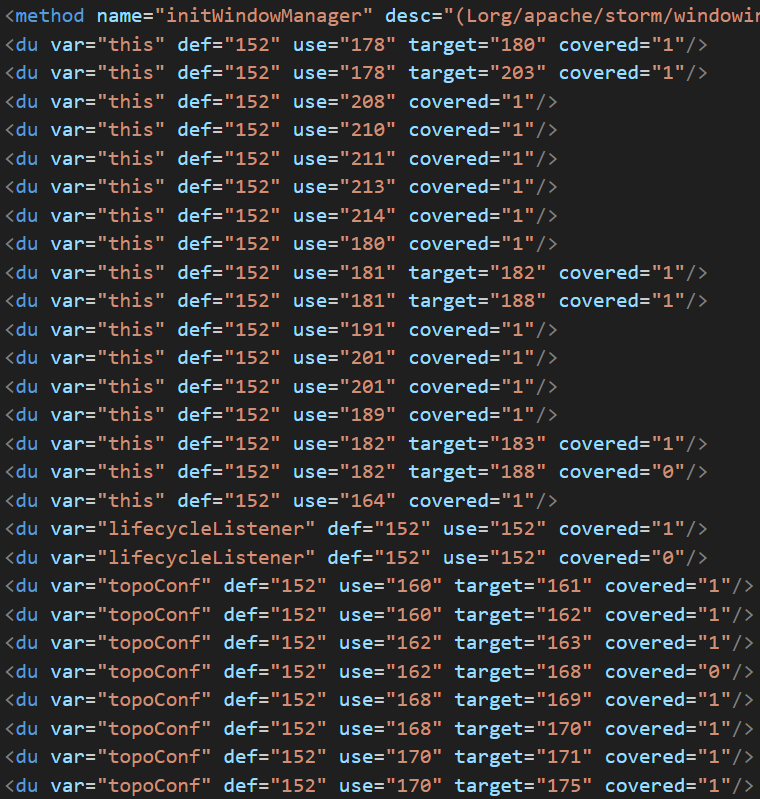 <method name="initWindowManager" desc="(Lorg/apache/storm/windowin
<du var="this" def="152" use="178" target="180" covered="1"/>
<du var="this" def="152" use="178" target="203" covered="1"/>
<du var="this" def="152" use="208" covered="1"/>
<du var="this" def="152" use="210" covered="1"/>
<du var="this" def="152" use="211" covered="1"/>
<du var="this" def="152" use="213" covered="1"/>
<du var="this" def="152" use="214" covered="1"/>
<du var="this" def="152" use="180" covered="1"/>
<du var="this" def="152" use="181" target="182" covered="1"/>
<du var="this" def="152" use="181" target="188" covered="1"/>
<du var="this" def="152" use="191" covered="1"/>
<du var="this" def="152" use="201" covered="1"/>
<du var="this" def="152" use="201" covered="1"/>
<du var="this" def="152" use="189" covered="1"/>
<du var="this" def="152" use="182" target="183" covered="1"/>
<du var="this" def="152" use="182" target="188" covered="0"/>
<du var="this" def="152" use="164" covered="1"/>
<du var="lifecycleListener" def="152" use="152" covered="1"/>
<du var="lifecycleListener" def="152" use="152" covered="0"/>
<du var="topoConf" def="152" use="160" target="161" covered="1"/>
<du var="topoConf" def="152" use="160" target="162" covered="1"/>
<du var="topoConf" def="152" use="162" target="163" covered="1"/>
<du var="topoConf" def="152" use="162" target="168" covered="0"/>
<du var="topoConf" def="152" use="168" target="169" covered="1"/>
<du var="topoConf" def="152" use="168" target="170" covered="1"/>
<du var="topoConf" def="152" use="170" target="171" covered="1"/>
<du var="topoConf" def="152" use="170" target="175" covered="1"/>